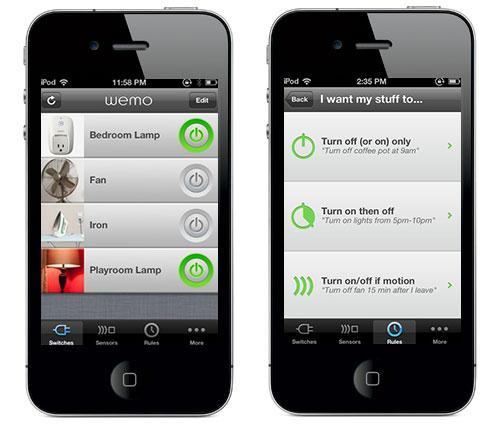 iPod 11:58 PM
wemo Edit
Bedroom Lamp
Fan
Iron
Playroom Lamp
Switches Sensors Rules More
iPod 2:35 PM
Back I want my stuff to...
Turn off (or on) only
"Turn off coffee pot at 9am"
Turn on then off
"Turn on lights from 5pm-10pm"
Turn on/off if motion
"Turn off fan 15 min after I leave"
Switches Sensors Rules More